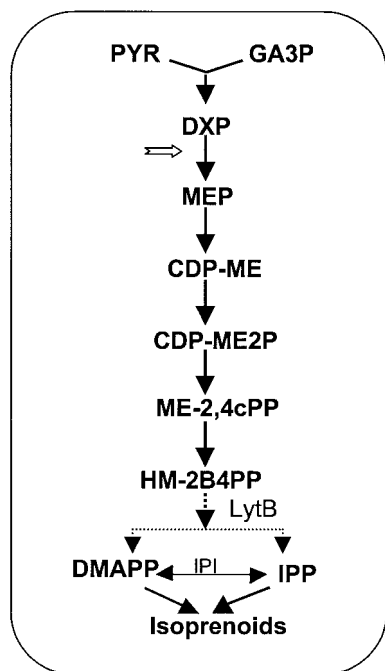 PYR GA3P
DXP
MEP
CDP-ME
CDP-ME2P
ME-2,4cPP
HM-2B4PP
LytB
DMAPP IPI IPP
Isoprenoids